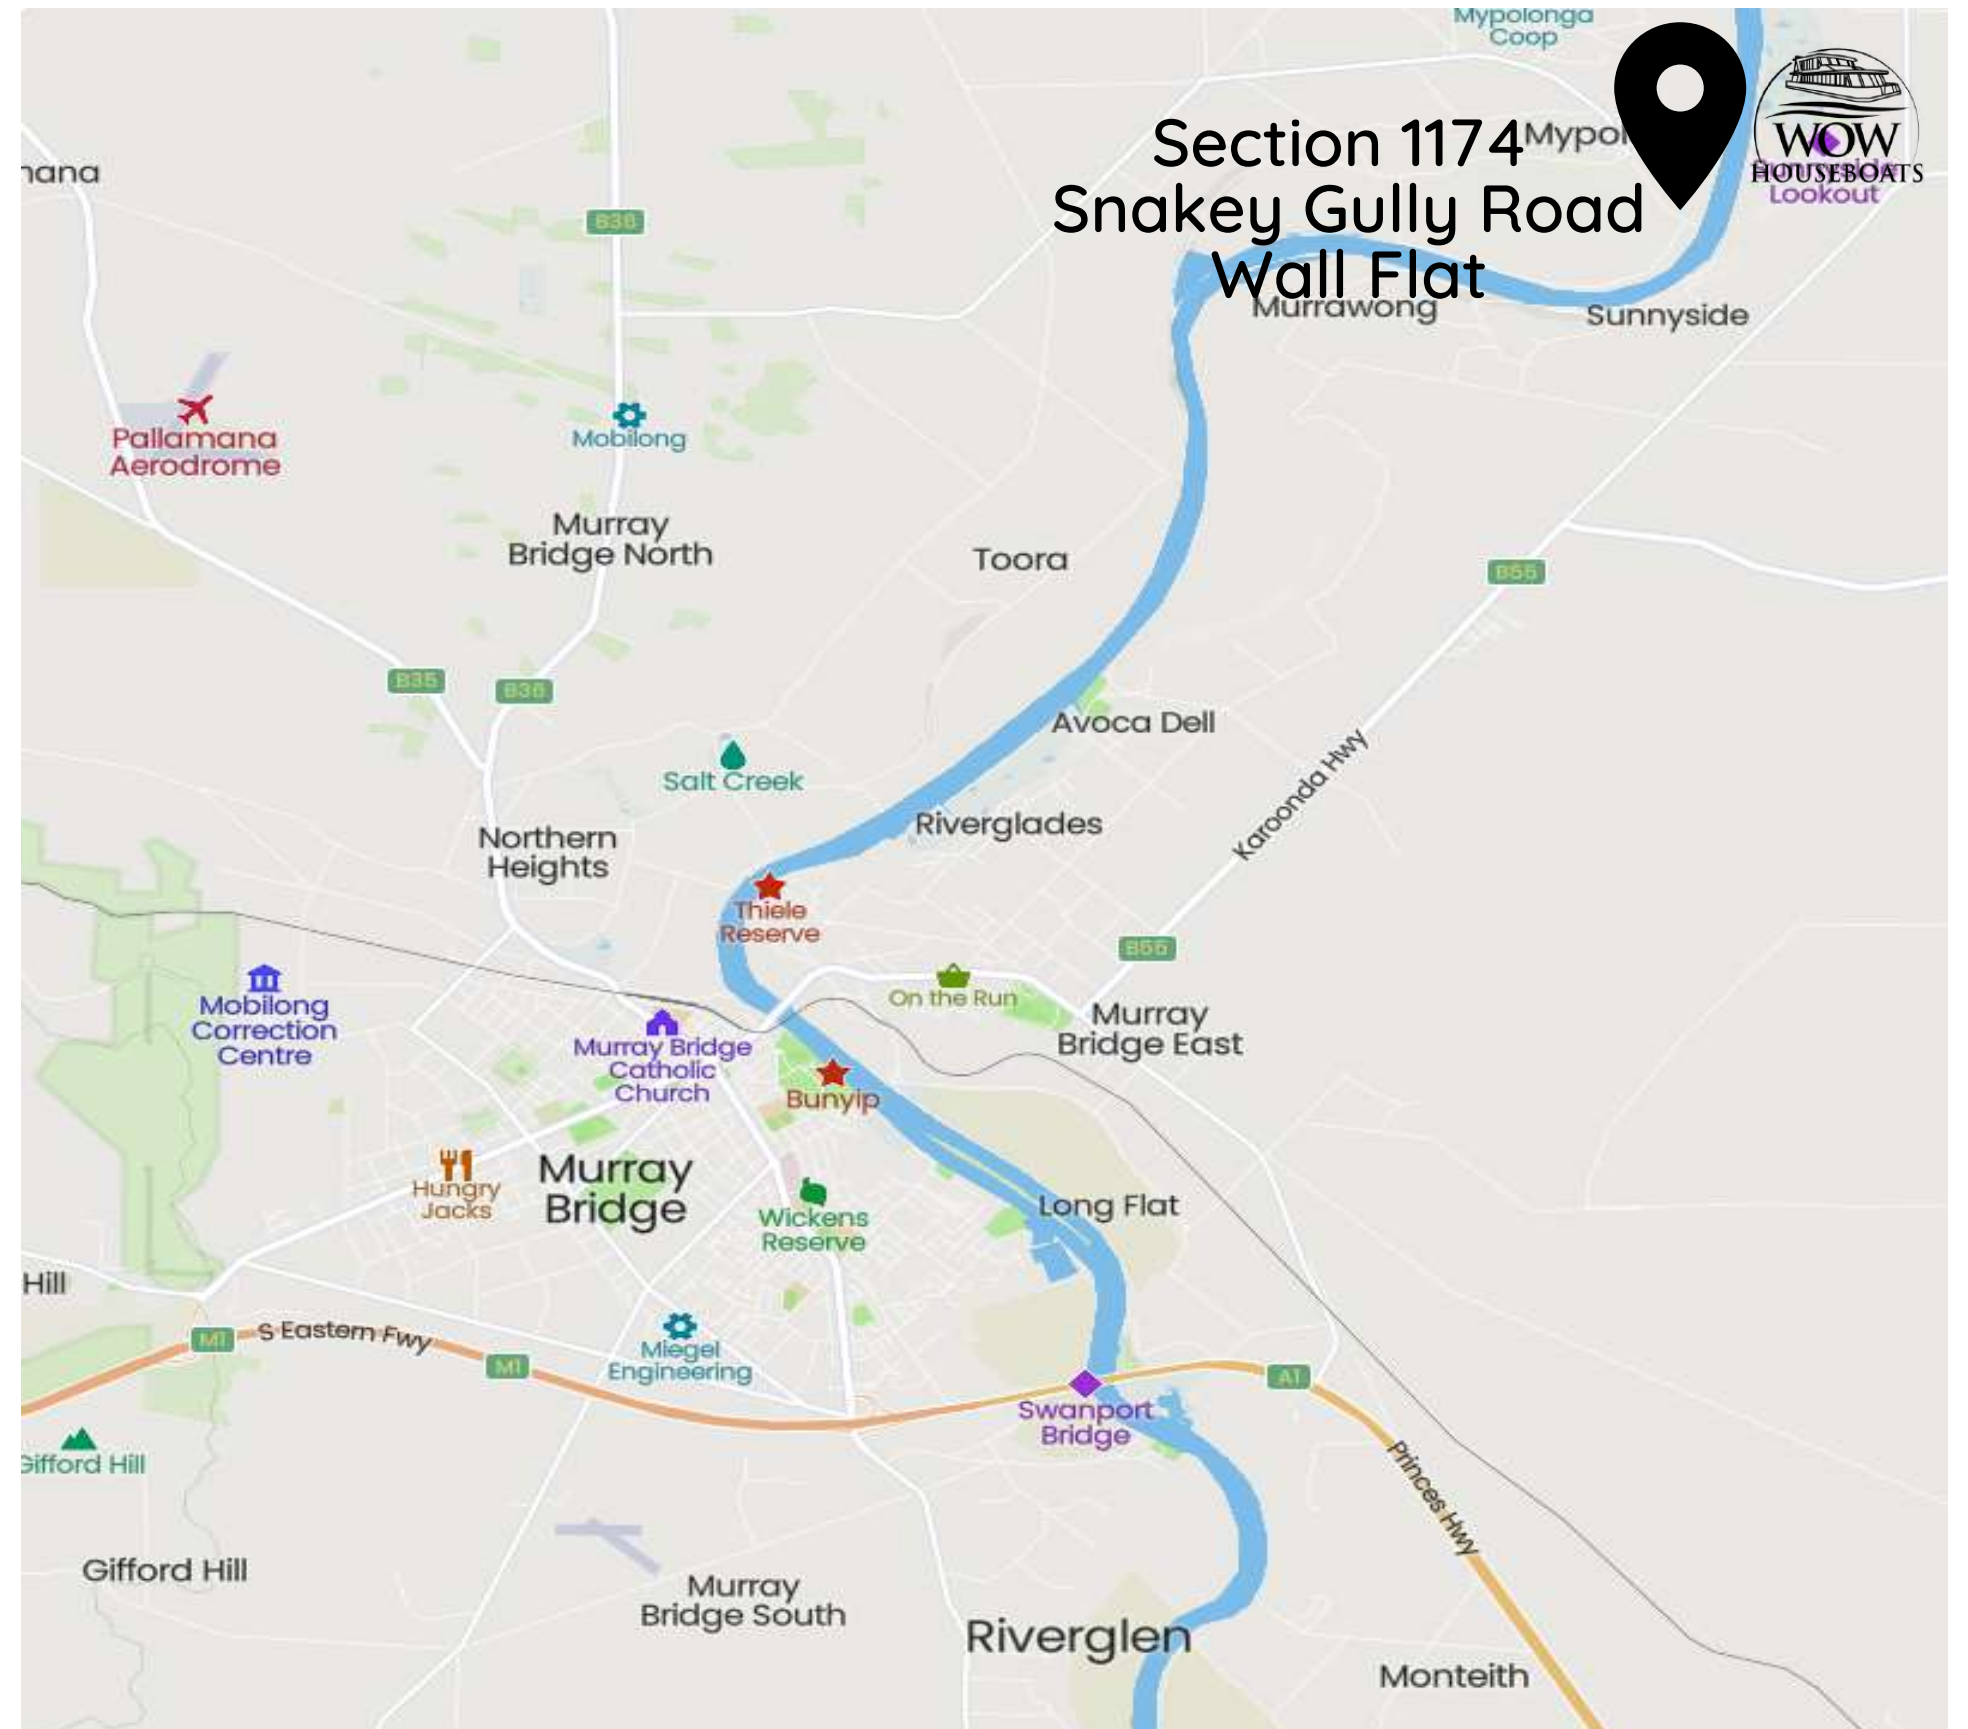 Mypolonga
Coop
Section 1174
Snakey Gully Road
Wall Flat
WOW
HOUSEBOATS
Lookout
Murrawong
Sunnyside
B36
Pallamana
Aerodrome
Mobilong
Murray
Bridge North
Toora
B55
B35
B36
Avoca Dell
Salt Creek
Karoonda Hwy
Riverglades
Northern
Heights
Thiele
Reserve
B55
On the Run
Mobilong
Correction
Centre
Murray
Bridge East
Murray Bridge
Catholic
Church
Bunyip
Hungry
Jacks
Murray
Bridge
Wickens
Reserve
Long Flat
Hill
M1
S Eastern Fwy
M1
Miegel
Engineering
A1
Swanport
Bridge
Gifford Hill
Princes Hwy
Gifford Hill
Murray
Bridge South
Riverglen
Monteith